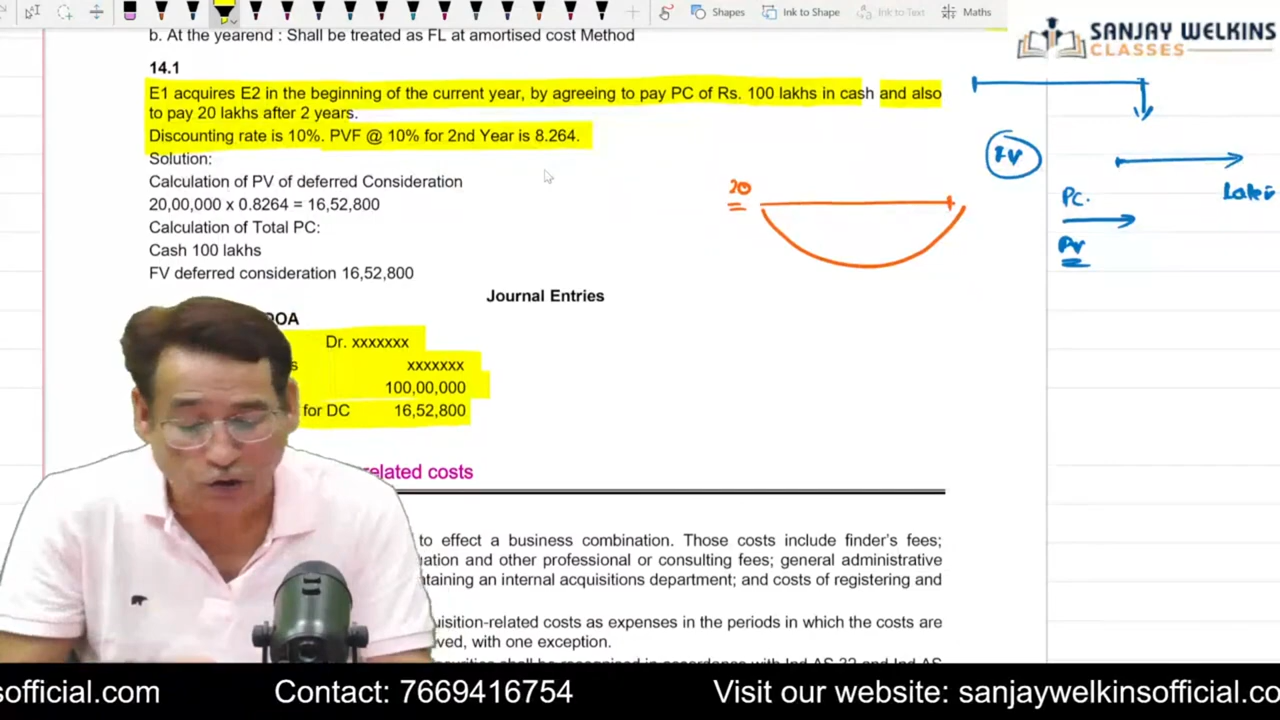 Shapes
Ink to Shape
Ink to Text
Maths
SANJAY WELKINS
CLASSES
b. At the yearend : Shall be treated as FL at amortised cost Method
14.1
E1 acquires E2 in the beginning of the current year, by agreeing to pay PC of Rs. 100 lakhs in cash and also
to pay 20 lakhs after 2 years.
Discounting rate is 10%. PVF @ 10% for 2nd Year is 8.264.
Solution:
Calculation of PV of deferred Consideration
20,00,000 x 0.8264 = 16,52,800
Calculation of Total PC:
Cash 100 lakhs
FV deferred consideration 16,52,800
20
FV
PC.
PV
Later
Journal Entries
OA
Dr. xxxxxxx
s xxxxxxx
100,00,000
for DC 16,52,800
related costs
to effect a business combination. Those costs include finder's fees;
ation and other professional or consulting fees; general administrative
ntaining an internal acquisitions department; and costs of registering and
uisition-related costs as expenses in the periods in which the costs are
ved, with one exception.
sofficial.com
Contact: 7669416754
Visit our website: sanjaywelkinsofficial.co